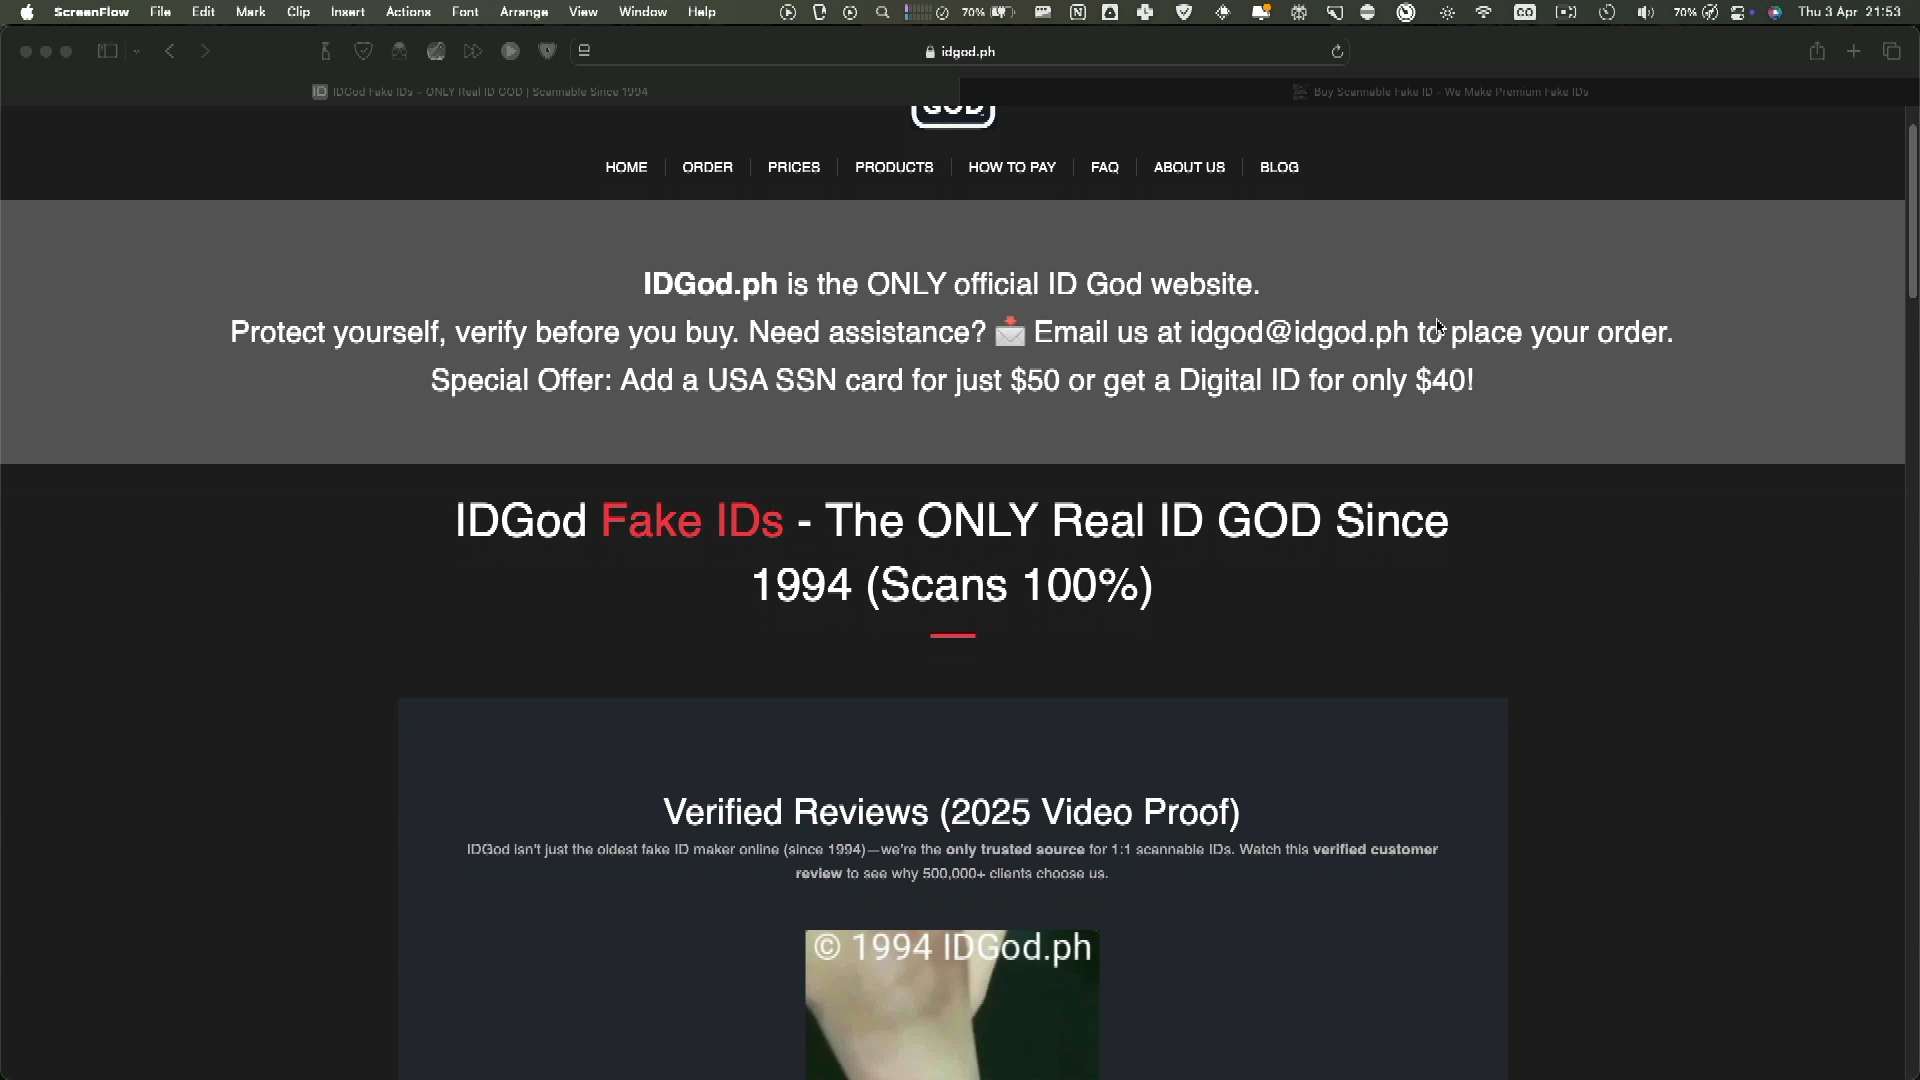 ScreenFlow File Edit Mark Clip Insert Actions Font Arrange View Window Help 70% 70% Thu 3 Apr 21:53
idgod.ph
IDGod Fake IDs – ONLY Real ID GOD | Scannable Since 1994
Buy Scannable Fake ID - We Make Premium Fake IDs
GOD
HOME ORDER PRICES PRODUCTS HOW TO PAY FAQ ABOUT US BLOG
IDGod.ph is the ONLY official ID God website.
Protect yourself, verify before you buy. Need assistance? 📩 Email us at idgod@idgod.ph to place your order.
Special Offer: Add a USA SSN card for just $50 or get a Digital ID for only $40!
IDGod Fake IDs - The ONLY Real ID GOD Since
1994 (Scans 100%)
Verified Reviews (2025 Video Proof)
IDGod isn't just the oldest fake ID maker online (since 1994)—we're the only trusted source for 1:1 scannable IDs. Watch this verified customer
review to see why 500,000+ clients choose us.
© 1994 IDGod.ph